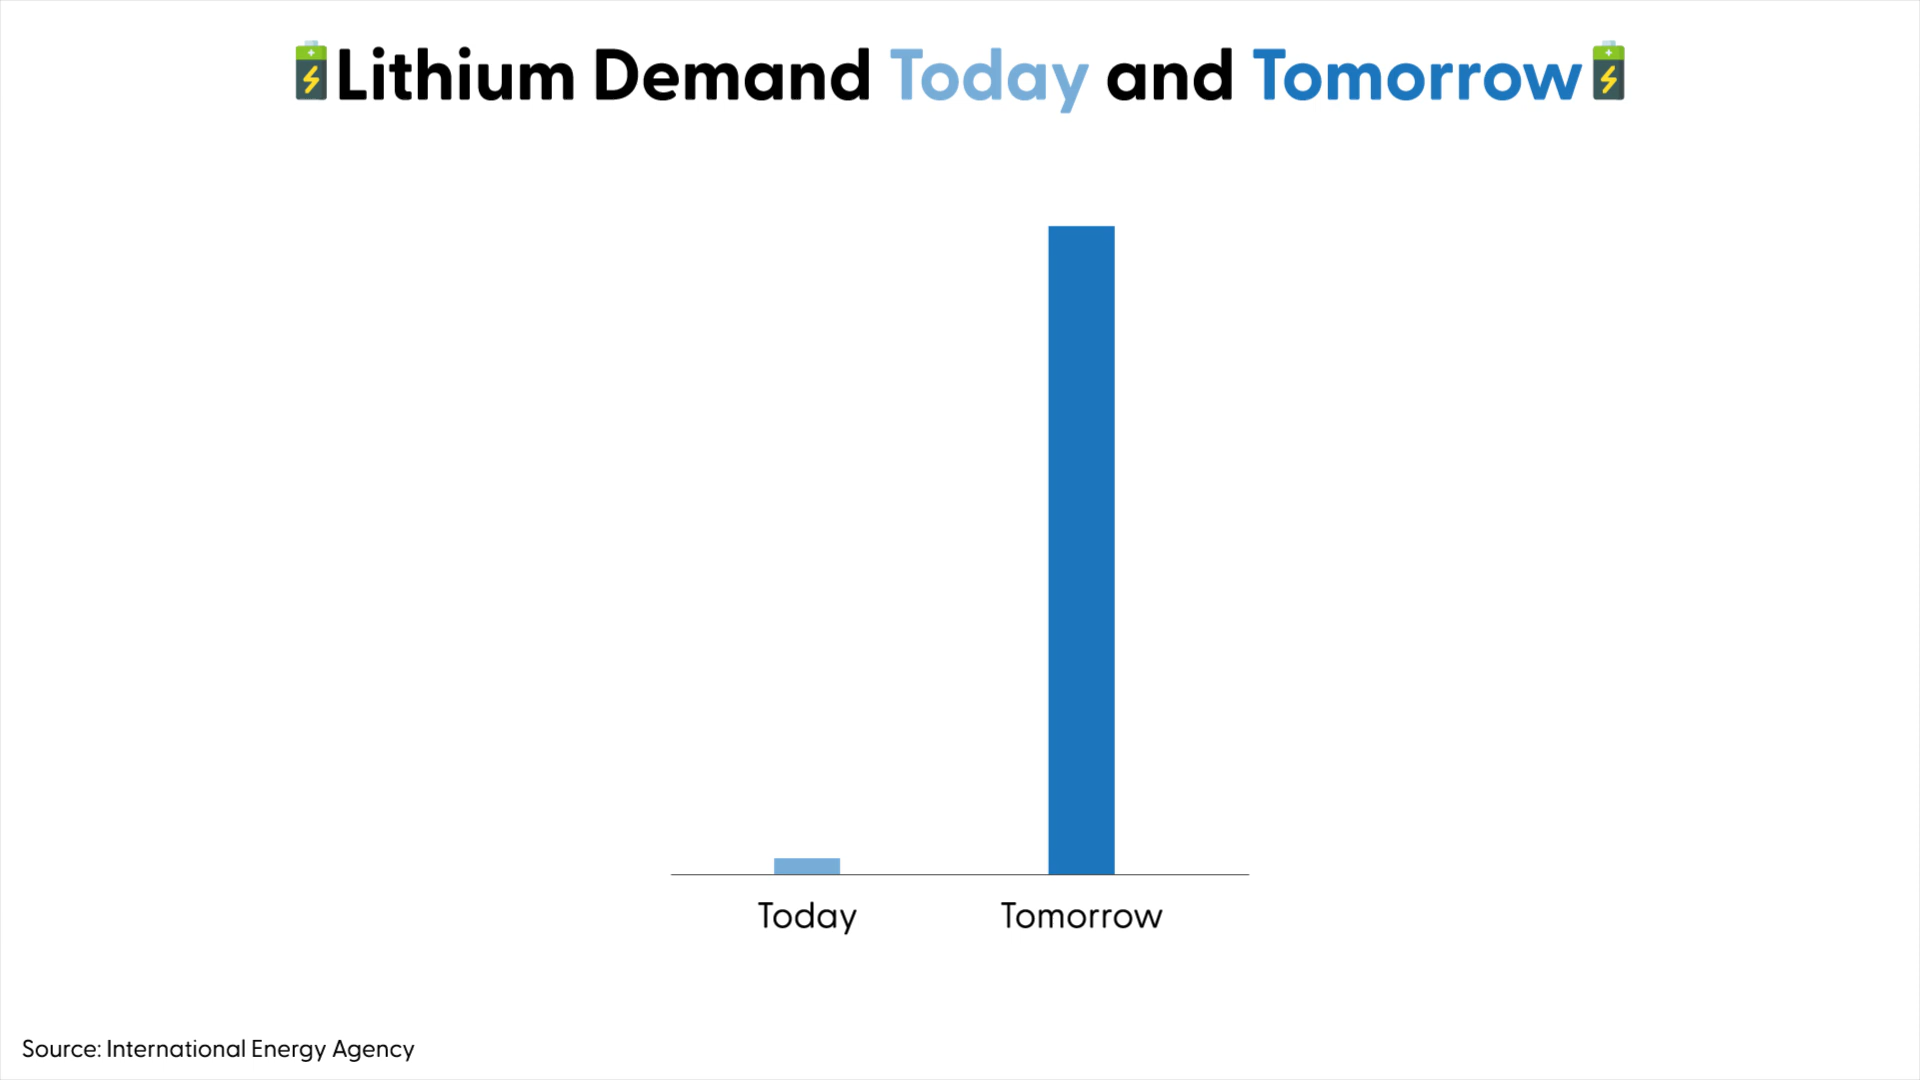 Lithium Demand Today and Tomorrow
Today
Tomorrow
Source: International Energy Agency